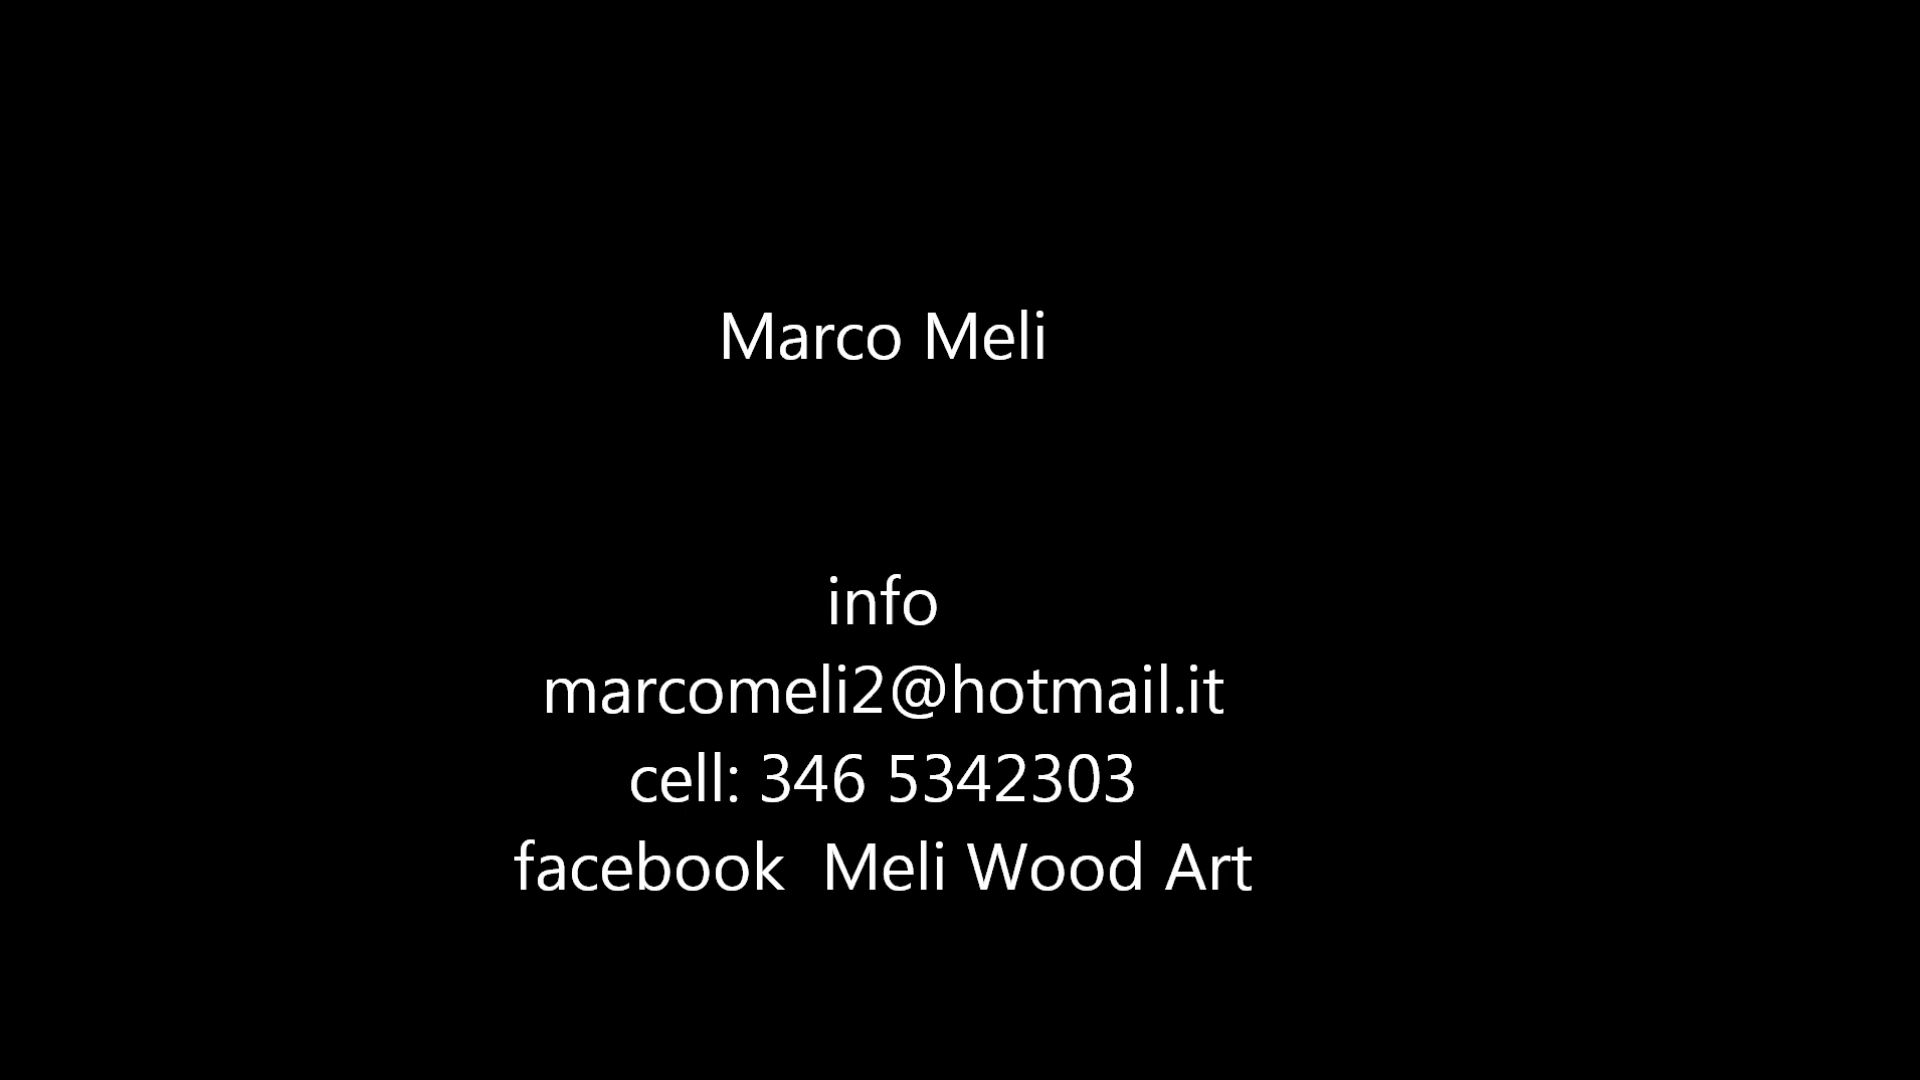 Marco Meli
info
marcomeli2@hotmail.it
cell: 346 5342303
facebook  Meli Wood Art